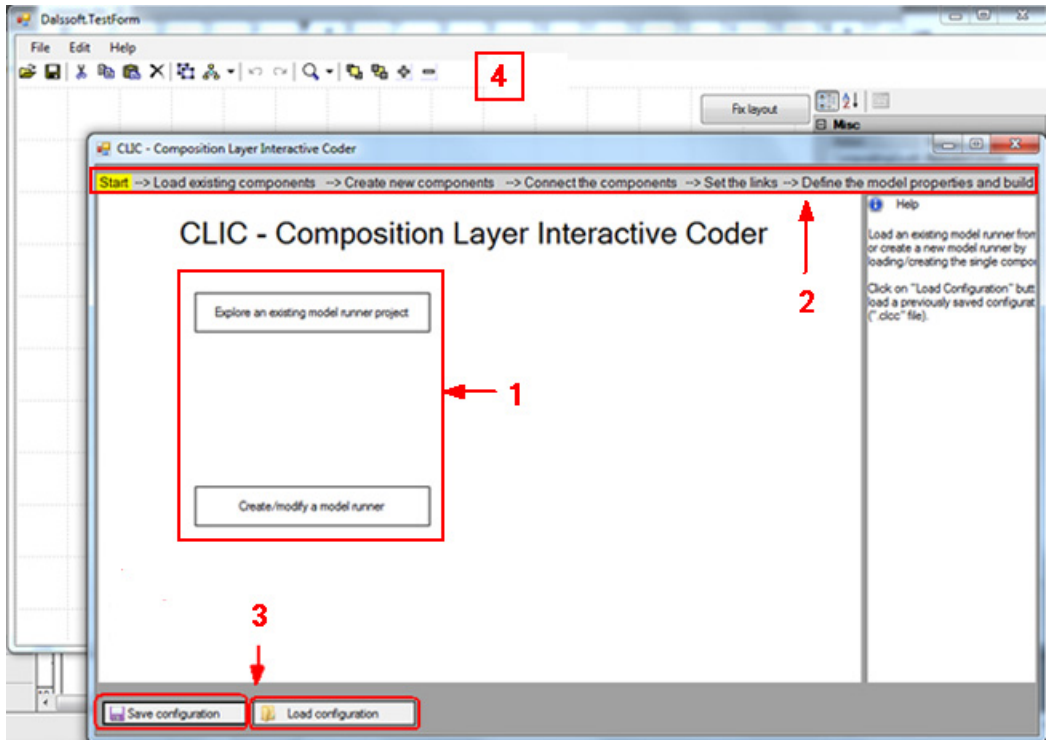 Dalssoft.TestForm
File Edit Help
4
Fix layout
Misc
CLIC - Composition Layer Interactive Coder
Start --> Load existing components --> Create new components --> Connect the components --> Set the links --> Define the model properties and build
Help
CLIC - Composition Layer Interactive Coder
Load an existing model runner from
or create a new model runner by
loading/creating the single compo
Click on "Load Configuration" butt
load a previously saved configurat
(".clcc" file).
2
Explore an existing model runner project
1
Create/modify a model runner
3
Save configuration
Load configuration